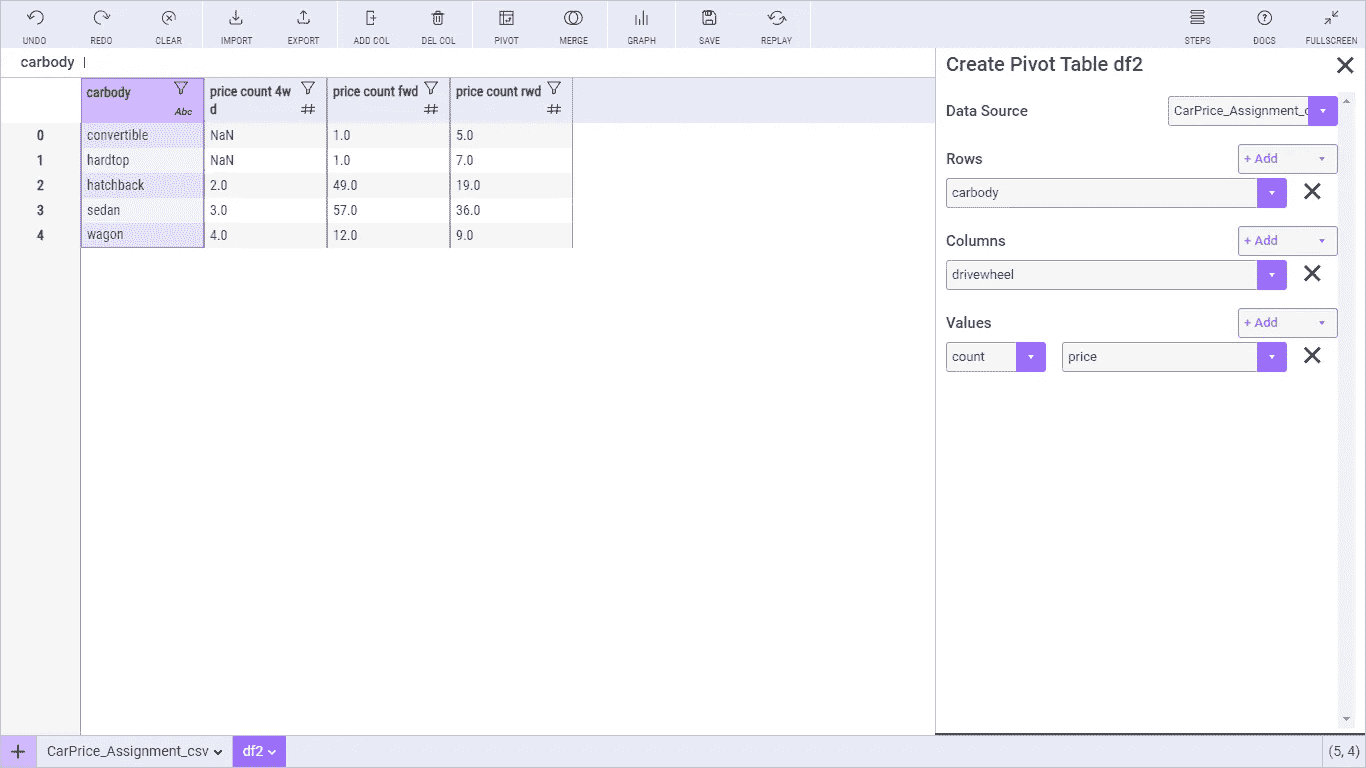 UNDO REDO CLEAR IMPORT EXPORT ADD COL DEL COL PIVOT MERGE GRAPH SAVE REPLAY STEPS DOCS FULLSCREEN
carbody |
carbody Abc price count 4w
d price count fwd price count rwd
0 convertible NaN 1.0 5.0
1 hardtop NaN 1.0 7.0
2 hatchback 2.0 49.0 19.0
3 sedan 3.0 57.0 36.0
4 wagon 4.0 12.0 9.0
Create Pivot Table df2
Data Source CarPrice_Assignment_c
Rows + Add
carbody
Columns + Add
drivewheel
Values + Add
count price
+ CarPrice_Assignment_csv df2 (5, 4)